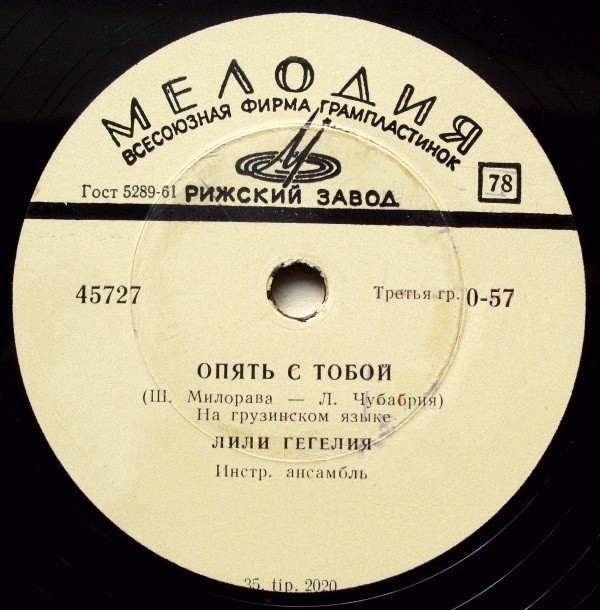 МЕЛОДИЯ
ВСЕСОЮЗНАЯ ФИРМА ГРАМПЛАСТИНОК
Гост 5289-61 РИЖСКИЙ ЗАВОД
78
45727
Третья гр. 0-57
ОПЯТЬ С ТОБОЙ
(Ш. Милорава — Л. Чубабрия)
На грузинском языке
ЛИЛИ ГЕГЕЛИЯ
Инстр. ансамбль
35. tip. 2020